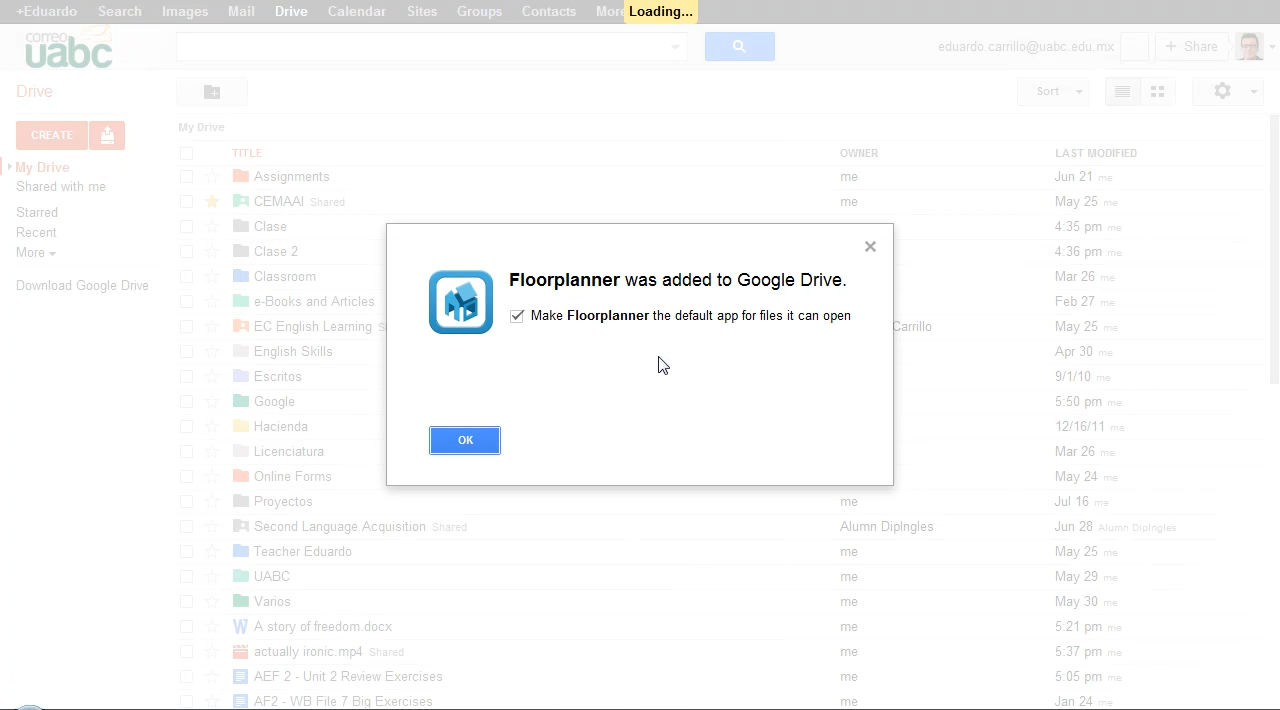 +Eduardo Search Images Mail Drive Calendar Sites Groups Contacts More Loading...
correo
uabc
eduardo.carrillo@uabc.edu.mx + Share
Drive
Sort
CREATE
My Drive
TITLE OWNER LAST MODIFIED
My Drive
Shared with me
Starred
Recent
More
Download Google Drive
Assignments me Jun 21 me
CEMAAI Shared me May 25 me
Clase 4:35 pm me
Clase 2 4:36 pm me
Classroom Mar 26 me
e-Books and Articles Feb 27 me
EC English Learning Carrillo May 25 me
English Skills Apr 30 me
Escritos 9/1/10 me
Google 5:50 pm me
Hacienda 12/16/11 me
Licenciatura Mar 26 me
Online Forms May 24 me
Proyectos me Jul 16 me
Second Language Acquisition Shared Alumn DipIngles Jun 28 Alumn DipIngles
Teacher Eduardo me May 25 me
UABC me May 29 me
Varios me May 30 me
A story of freedom.docx me 5:21 pm me
actually ironic.mp4 Shared me 5:37 pm me
AEF 2 - Unit 2 Review Exercises me 5:05 pm me
AF2 - WB File 7 Big Exercises me Jan 24 me
Floorplanner was added to Google Drive.
Make Floorplanner the default app for files it can open
OK